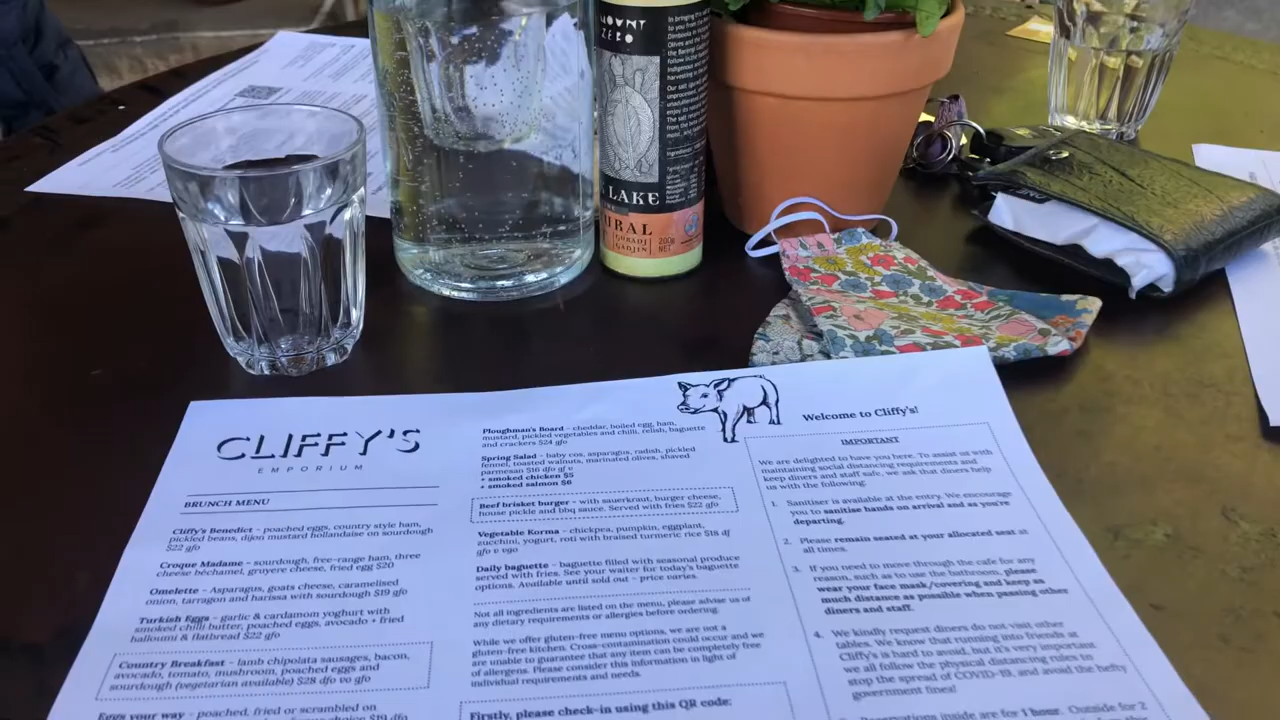 MOUNT
ZERO
LAKE
200g
NET
CLIFFY'S
EMPORIUM
BRUNCH MENU
Cliffy's Benedict - poached eggs, country style ham,
pickled beans, dijon mustard hollandaise on sourdough
$22 gfo
Croque Madame - sourdough, free-range ham, three
cheese béchamel, gruyere cheese, fried egg $20
Omelette - Asparagus, goats cheese, caramelised
onion, tarragon and harissa with sourdough $19 gfo
Turkish Eggs - garlic & cardamom yoghurt with
smoked chilli butter, poached eggs, avocado + fried
halloumi & flatbread $22 gfo
Country Breakfast - lamb chipolata sausages, bacon,
avocado, tomato, mushroom, poached eggs and
sourdough (vegetarian available) $28 dfo vo gfo
Eggs your way - poached, fried or scrambled on
Ploughman's Board - cheddar, boiled egg, ham,
mustard, pickled vegetables and chilli, relish, baguette
and crackers $24 gfo
Spring Salad - baby cos, asparagus, radish, pickled
fennel, toasted walnuts, marinated olives, shaved
parmesan $16 dfo gf v
+ smoked chicken $5
+ smoked salmon $6
Beef brisket burger - with sauerkraut, burger cheese,
house pickle and bbq sauce. Served with fries $22 gfo
Vegetable Korma - chickpea, pumpkin, eggplant,
zucchini, yogurt, roti with braised turmeric rice $18 df
gfo v vgo
Daily baguette - baguette filled with seasonal produce
served with fries. See your waiter for today's baguette
options. Available until sold out - price varies.
Not all ingredients are listed on the menu, please advise us of
any dietary requirements or allergies before ordering.
While we offer gluten-free menu options, we are not a
gluten-free kitchen. Cross-contamination could occur and we
are unable to guarantee that any item can be completely free
of allergens. Please consider this information in light of
individual requirements and needs.
Firstly, please check-in using this QR code:
Welcome to Cliffy's!
IMPORTANT
We are delighted to have you here. To assist us with
maintaining social distancing requirements and
keep diners and staff safe, we ask that diners help
us with the following:
1. Sanitiser is available at the entry. We encourage
you to sanitise hands on arrival and as you're
departing.
2. Please remain seated at your allocated seat at
all times.
3. If you need to move through the cafe for any
reason, such as to use the bathroom, please
wear your face mask/covering and keep as
much distance as possible when passing other
diners and staff.
4. We kindly request diners do not visit other
tables. We know that running into friends at
Cliffy's is hard to avoid, but it's very important
we all follow the physical distancing rules to
stop the spread of COVID-19, and avoid the hefty
government fines!
Reservations inside are for 1 hour. Outside for 2